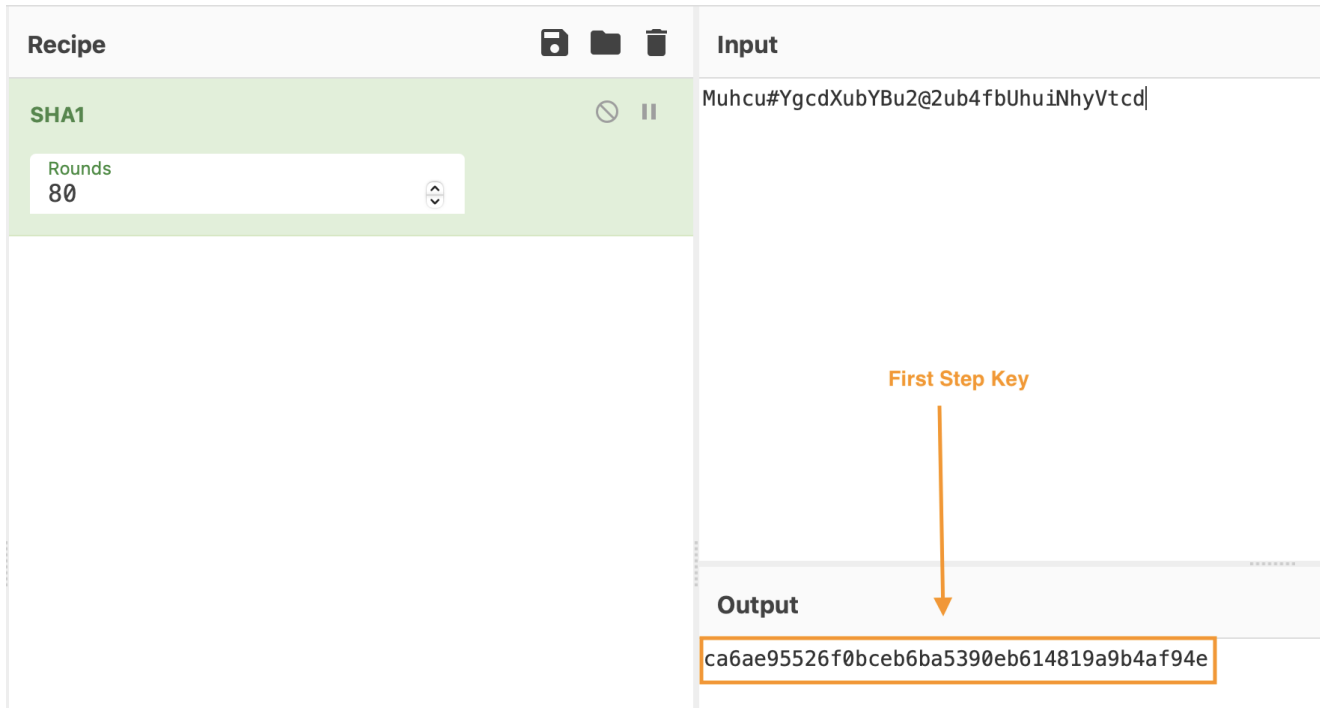 Recipe
SHA1
Rounds
80
Input
Muhcu#YgcdXubYBu2@2ub4fbUhuiNhyVtcd
First Step Key
Output
ca6ae95526f0bceb6ba5390eb614819a9b4af94e